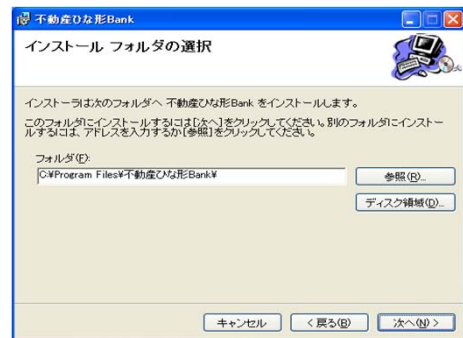 不動産ひな形Bank
インストール フォルダの選択
インストーラは次のフォルダへ 不動産ひな形Bank をインストールします。
このフォルダにインストールするには[次へ]をクリックしてください。別のフォルダにインストー
ルするには、アドレスを入力するか[参照]をクリックしてください。
フォルダ(F):
C:¥Program Files¥不動産ひな形Bank¥
参照(R)...
ディスク領域(D)...
キャンセル
< 戻る(B)
次へ(N) >